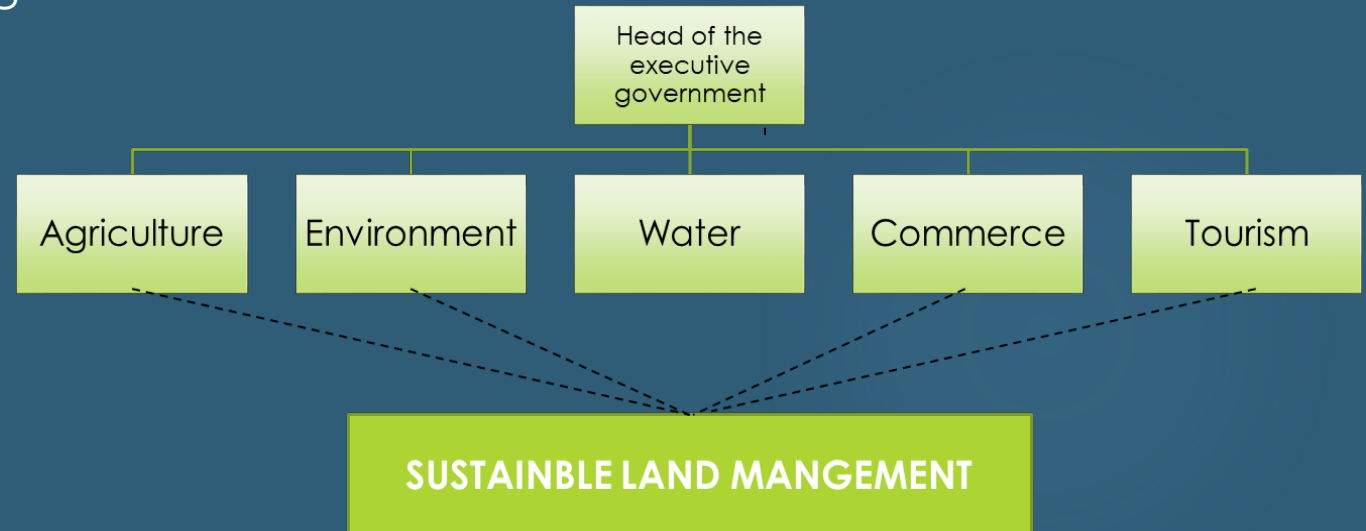 Head of the
executive
government
Agriculture
Environment
Water
Commerce
Tourism
SUSTAINBLE LAND MANGEMENT